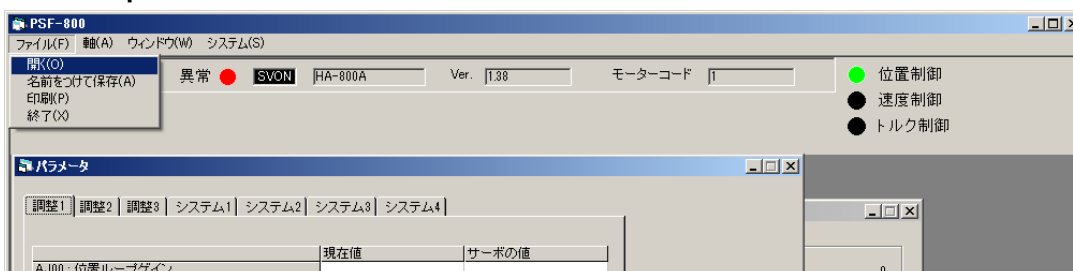 PSF-800
ファイル(F) 軸(A) ウィンドウ(W) システム(S)
開く(O)
名前をつけて保存(A)
印刷(P)
終了(X)
異常 SVON HA-800A Ver. 1.38 モーターコード 1
位置制御
速度制御
トルク制御
パラメータ
調整1 調整2 調整3 システム1 システム2 システム3 システム4
現在値 サーボの値
AJ00：位置ループゲイン
0